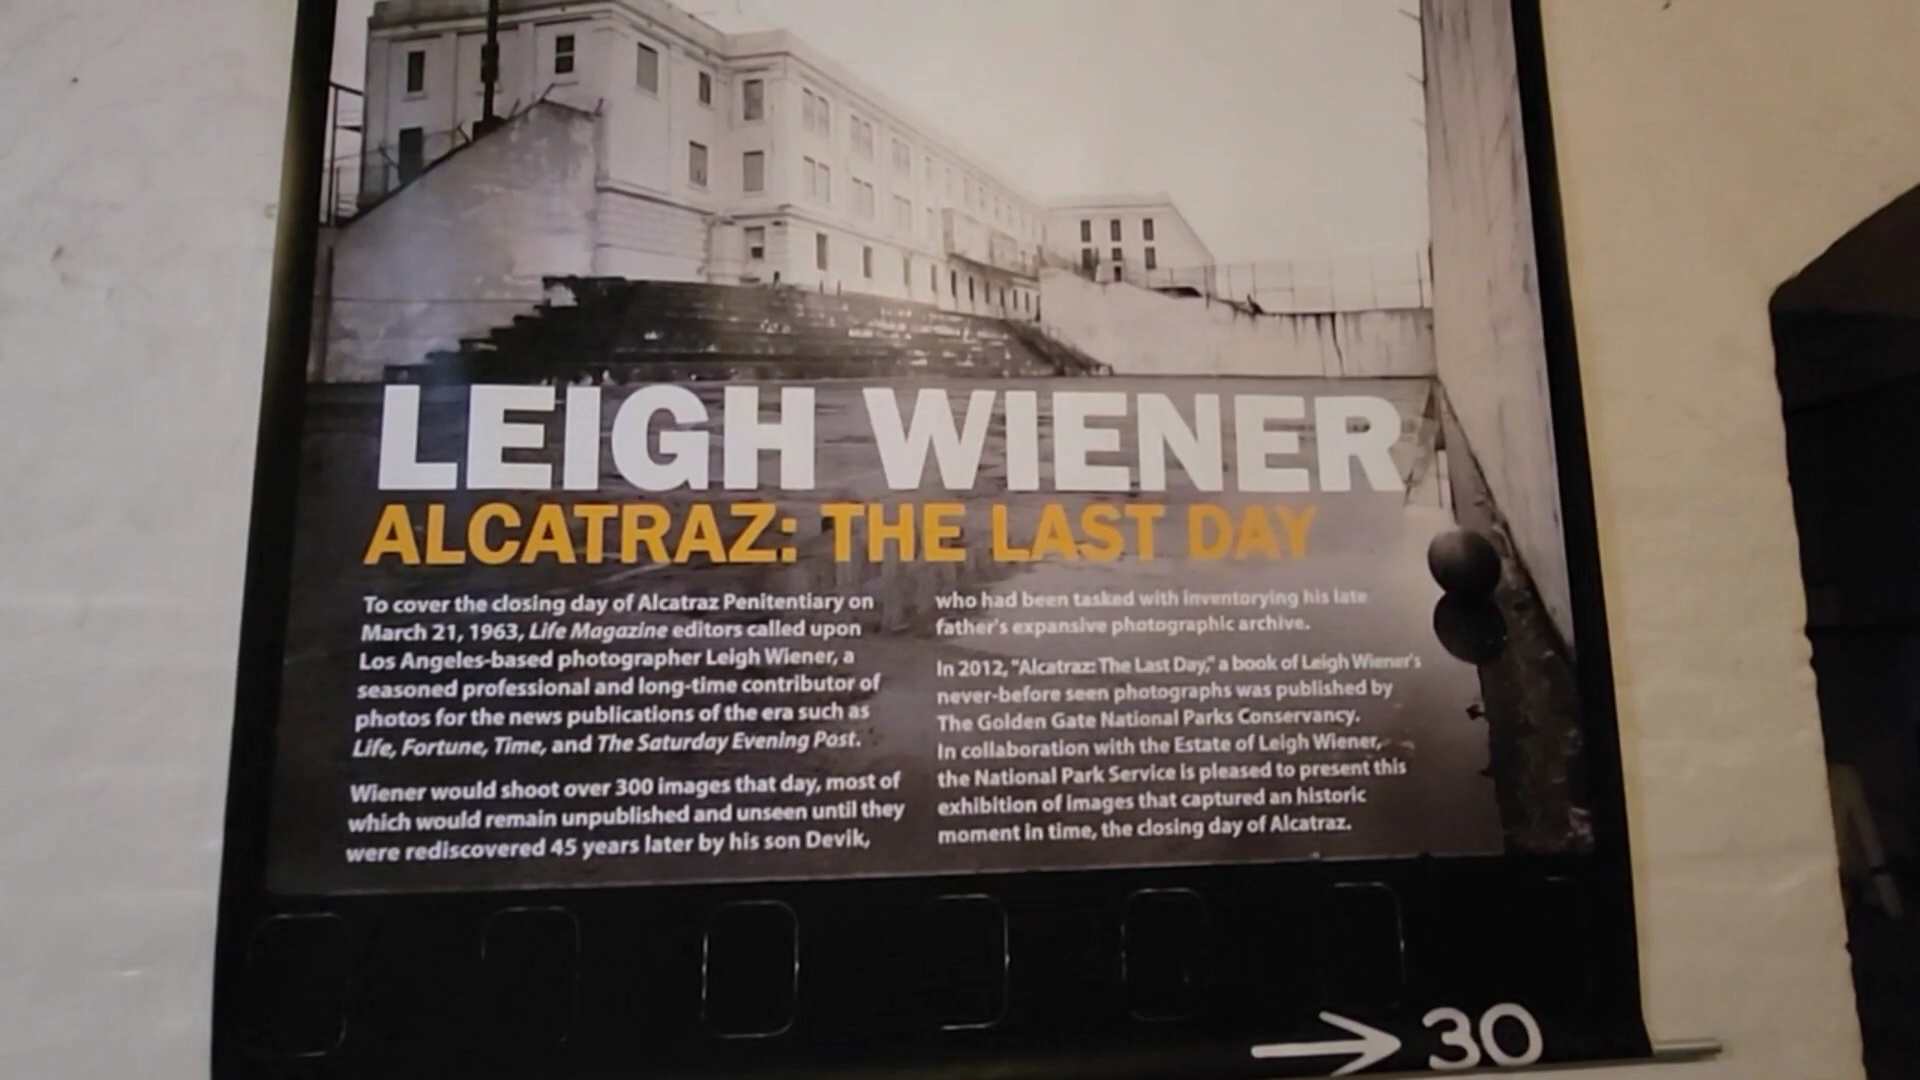 LEIGH WIENER
ALCATRAZ: THE LAST DAY
To cover the closing day of Alcatraz Penitentiary on
March 21, 1963, Life Magazine editors called upon
Los Angeles-based photographer Leigh Wiener, a
seasoned professional and long-time contributor of
photos for the news publications of the era such as
Life, Fortune, Time, and The Saturday Evening Post.
Wiener would shoot over 300 images that day, most of
which would remain unpublished and unseen until they
were rediscovered 45 years later by his son Devik,
who had been tasked with inventorying his late
father's expansive photographic archive.
In 2012, "Alcatraz: The Last Day," a book of Leigh Wiener's
never-before seen photographs was published by
The Golden Gate National Parks Conservancy.
In collaboration with the Estate of Leigh Wiener,
the National Park Service is pleased to present this
exhibition of images that captured an historic
moment in time, the closing day of Alcatraz.
→ 30